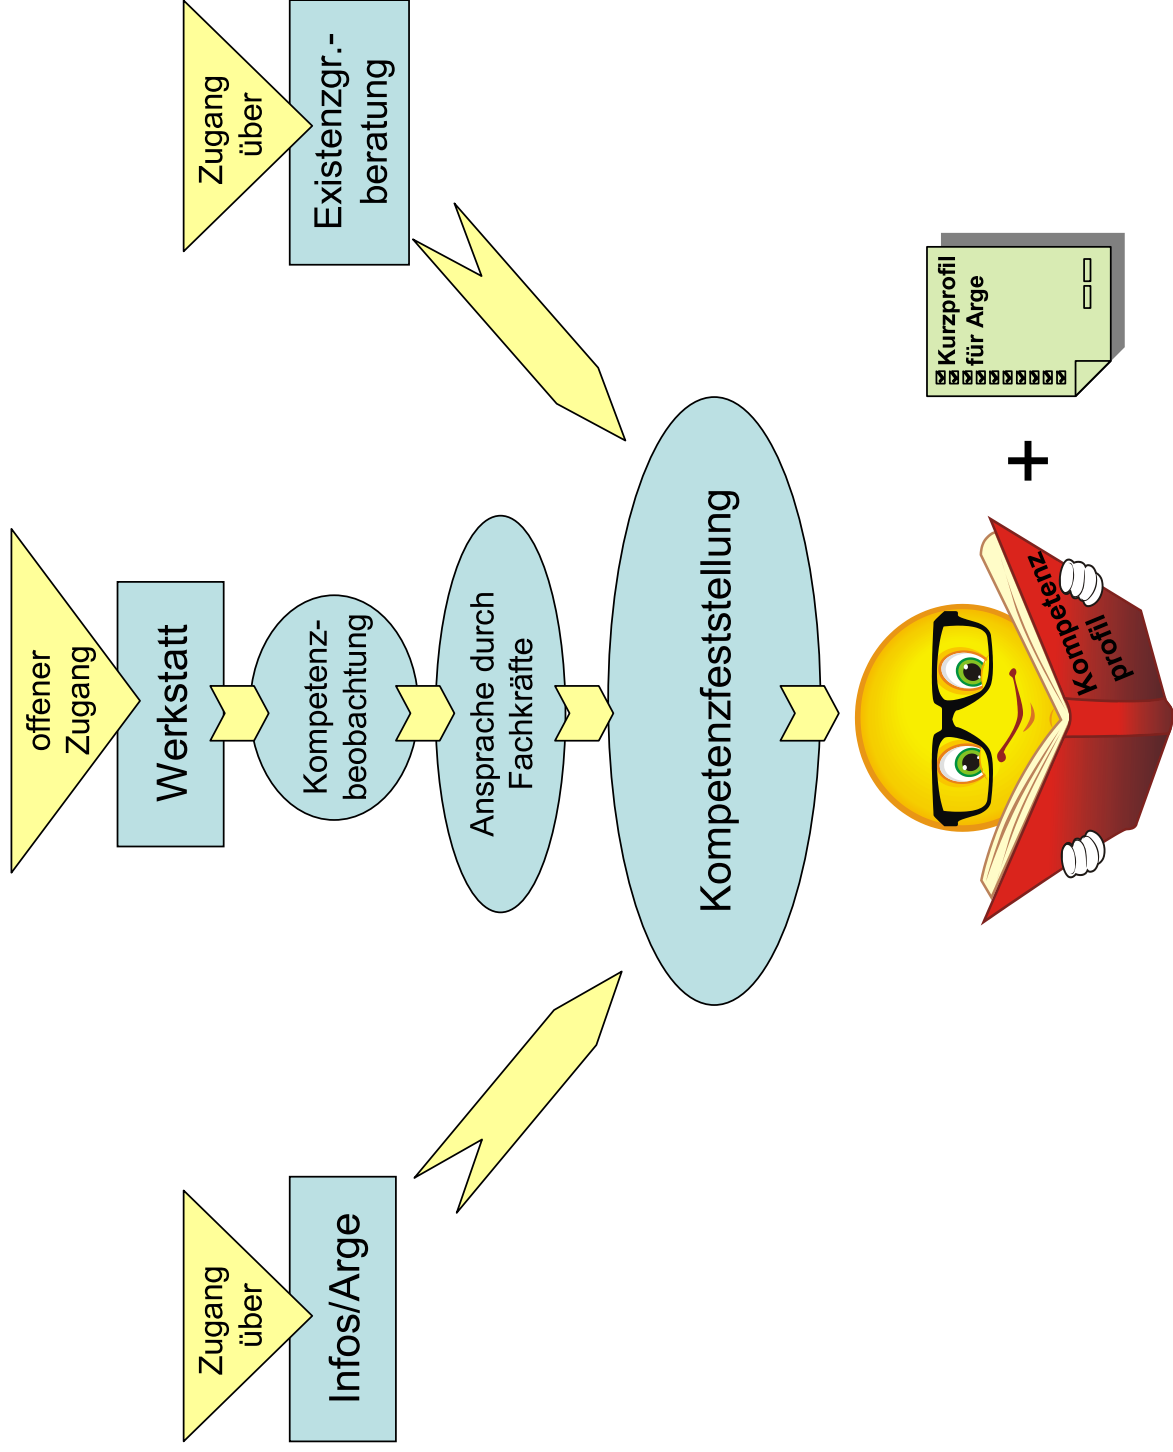 offener
Zugang
Werkstatt
Zugang
über
Infos/Arge
Zugang
über
Existenzgr.-
beratung
Kompetenz-
beobachtung
Ansprache durch
Fachkräfte
Kompetenzfeststellung
Kompetenz
profil
+
Kurzprofil
für Arge